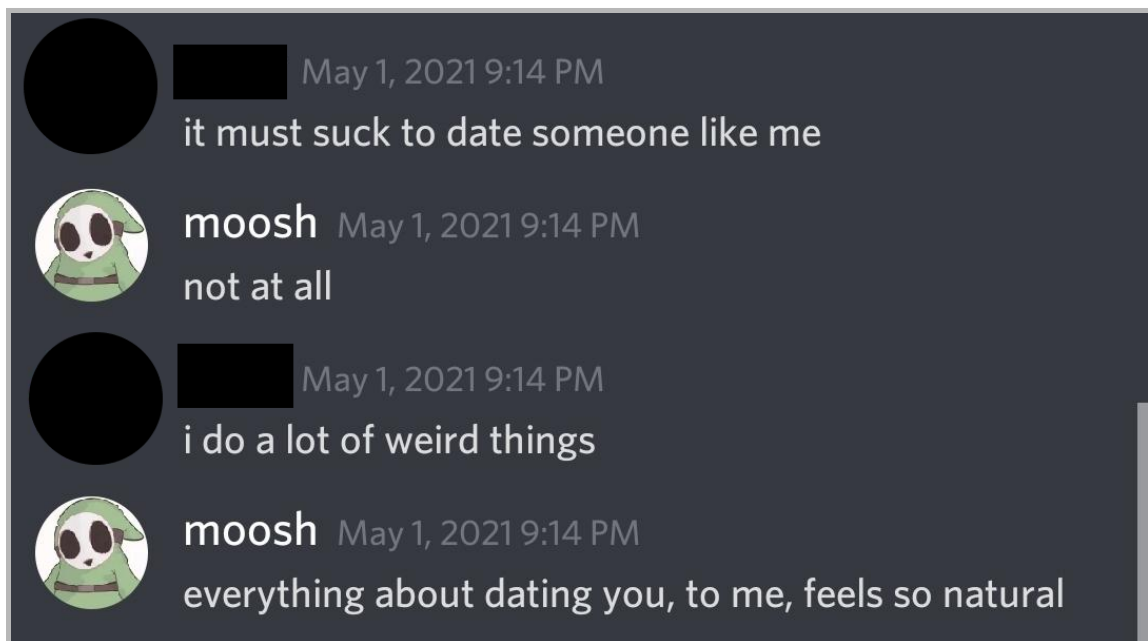 May 1, 2021 9:14 PM
it must suck to date someone like me
moosh May 1, 2021 9:14 PM
not at all
May 1, 2021 9:14 PM
i do a lot of weird things
moosh May 1, 2021 9:14 PM
everything about dating you, to me, feels so natural